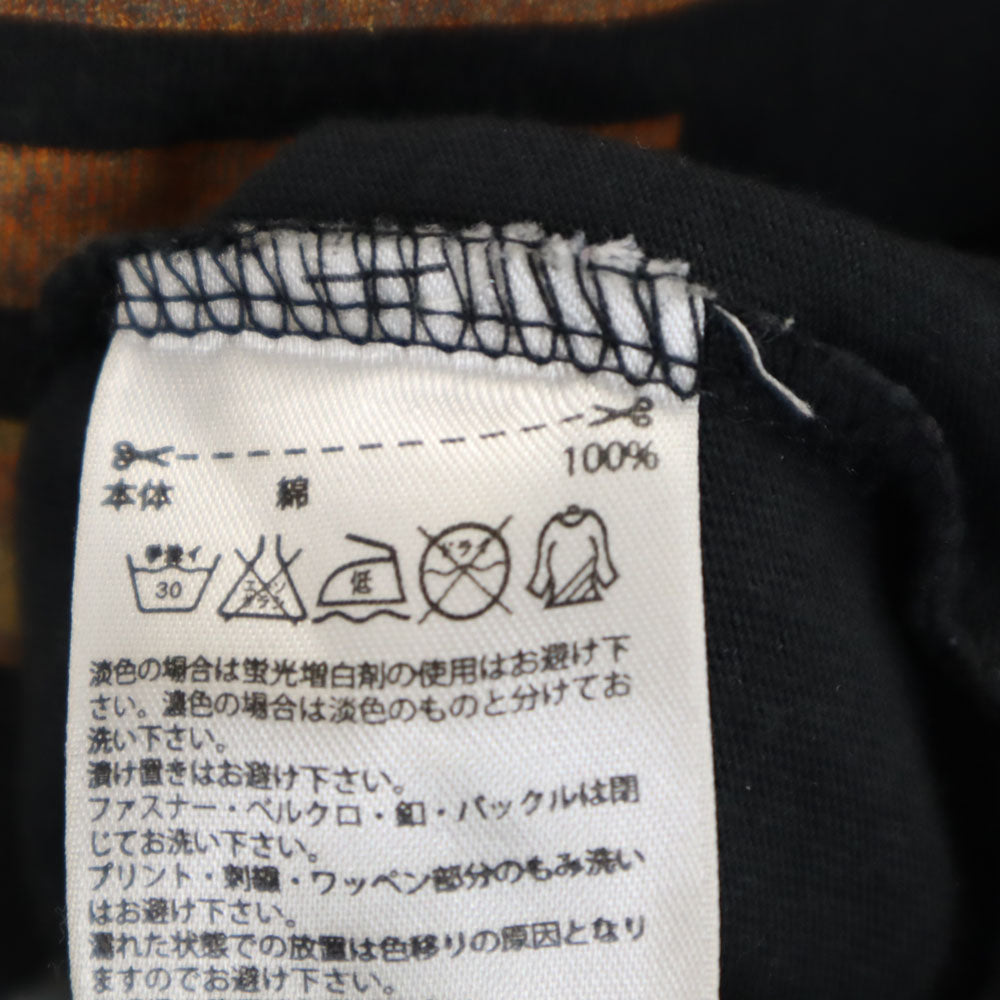 本体 綿 100%
手洗イ 30 エンソサラシ 低 ドライ
淡色の場合は蛍光増白剤の使用はお避け下
さい。濃色の場合は淡色のものと分けてお
洗い下さい。
漬け置きはお避け下さい。
ファスナー・ベルクロ・釦・バックルは閉
じてお洗い下さい。
プリント・刺繍・ワッペン部分のもみ洗い
はお避け下さい。
濡れた状態での放置は色移りの原因となり
ますのでお避け下さい。